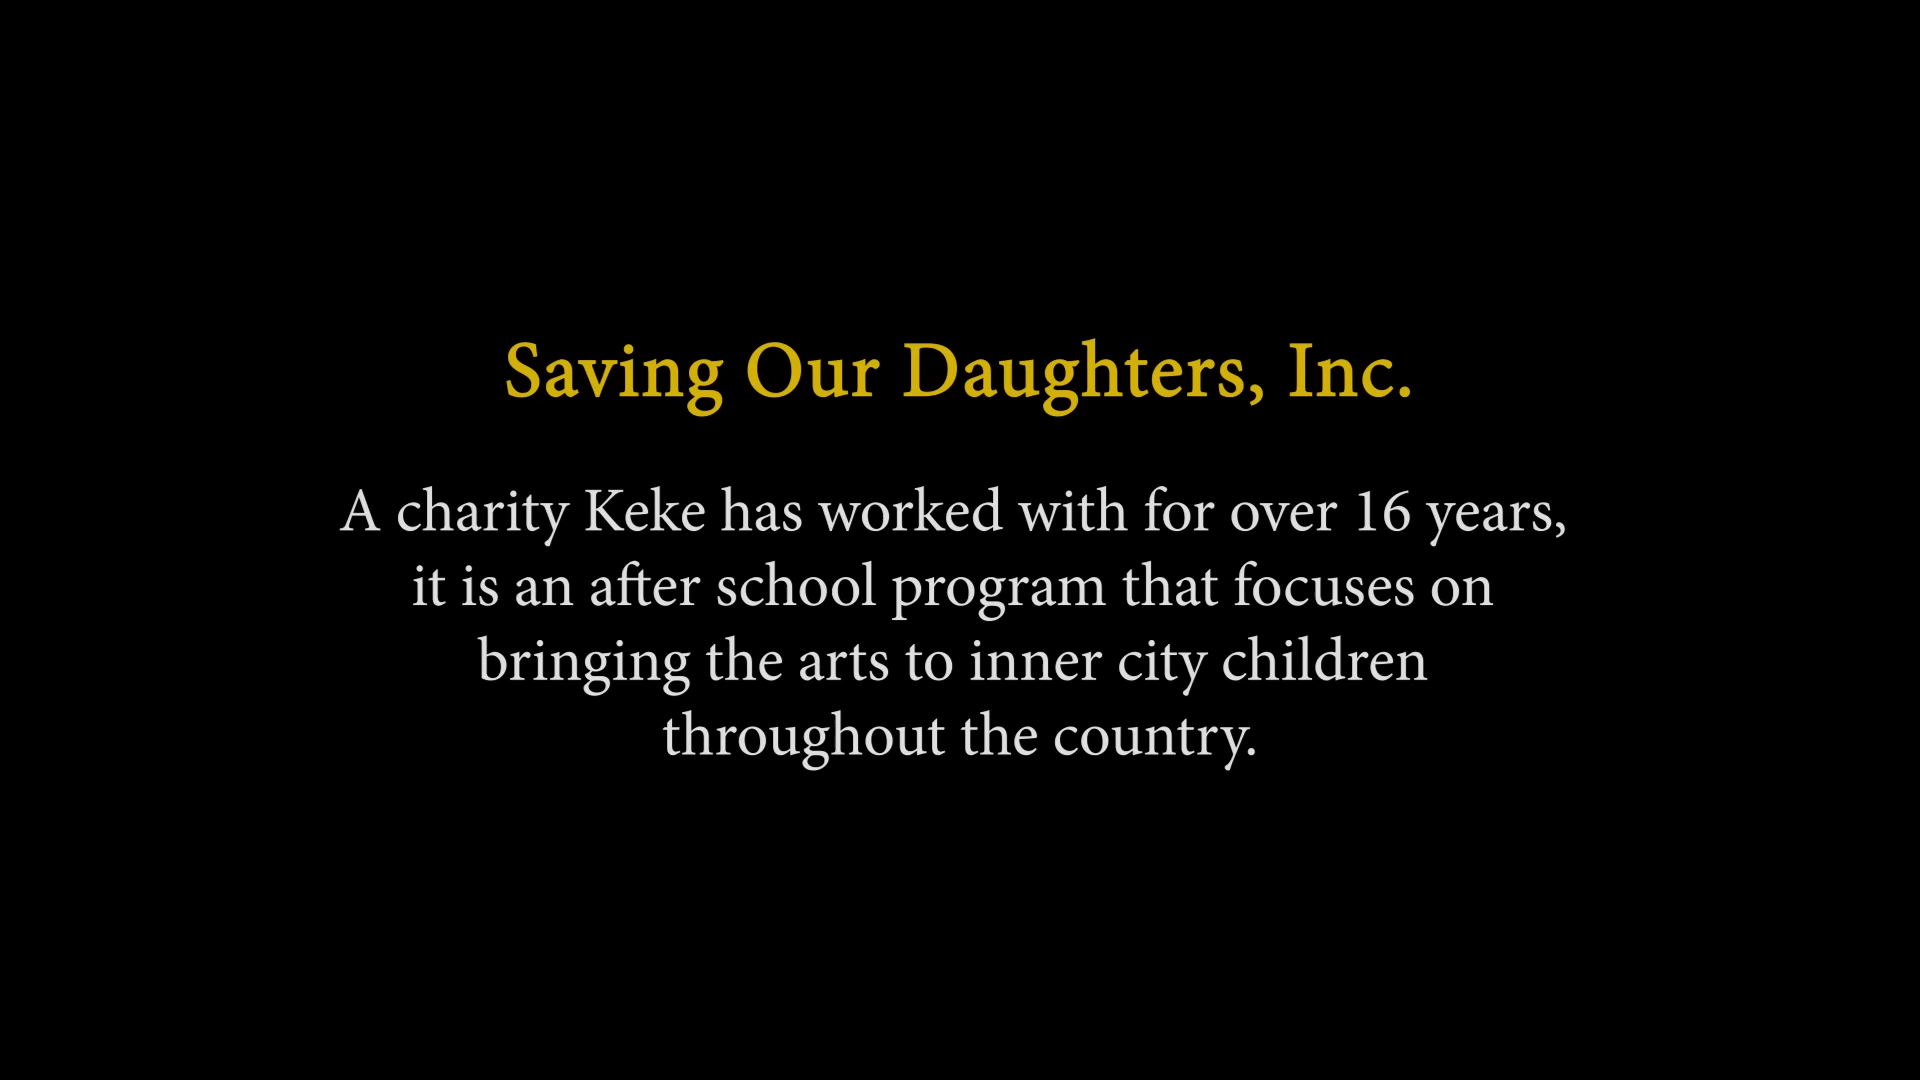 Saving Our Daughters, Inc.
A charity Keke has worked with for over 16 years,
it is an after school program that focuses on
bringing the arts to inner city children
throughout the country.